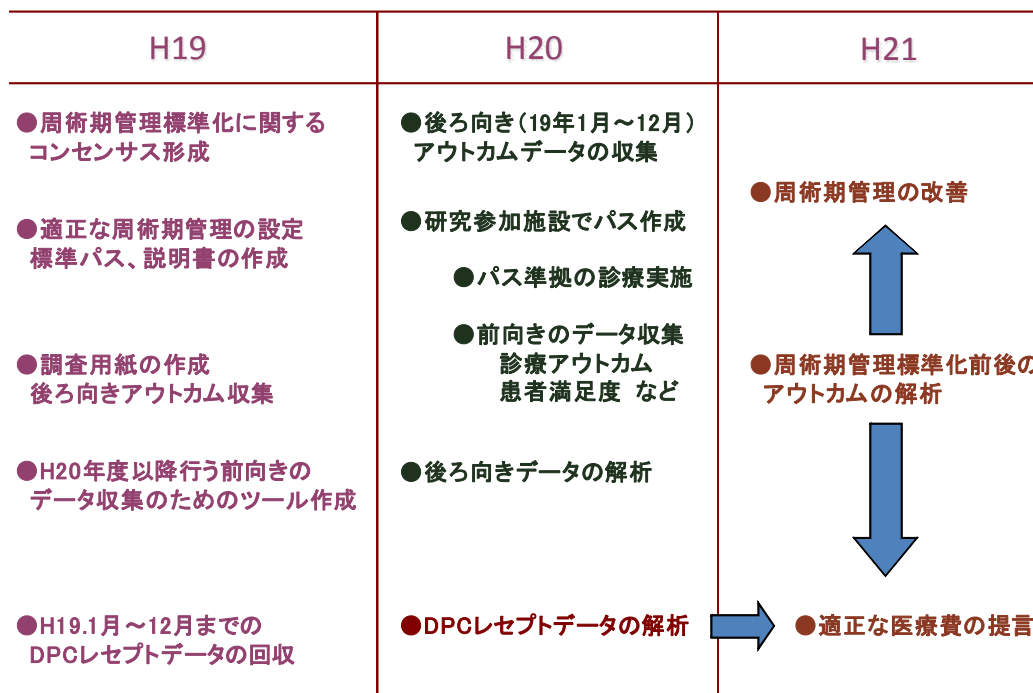 H19
H20
H21
●周術期管理標準化に関する
コンセンサス形成
●適正な周術期管理の設定
標準パス、説明書の作成
●調査用紙の作成
後ろ向きアウトカム収集
●H20年度以降行う前向きの
データ収集のためのツール作成
●H19.1月～12月までの
DPCレセプトデータの回収
●後ろ向き(19年1月～12月)
アウトカムデータの収集
●研究参加施設でパス作成
●パス準拠の診療実施
●前向きのデータ収集
診療アウトカム
患者満足度 など
●後ろ向きデータの解析
●DPCレセプトデータの解析
●周術期管理の改善
●周術期管理標準化前後の
アウトカムの解析
●適正な医療費の提言